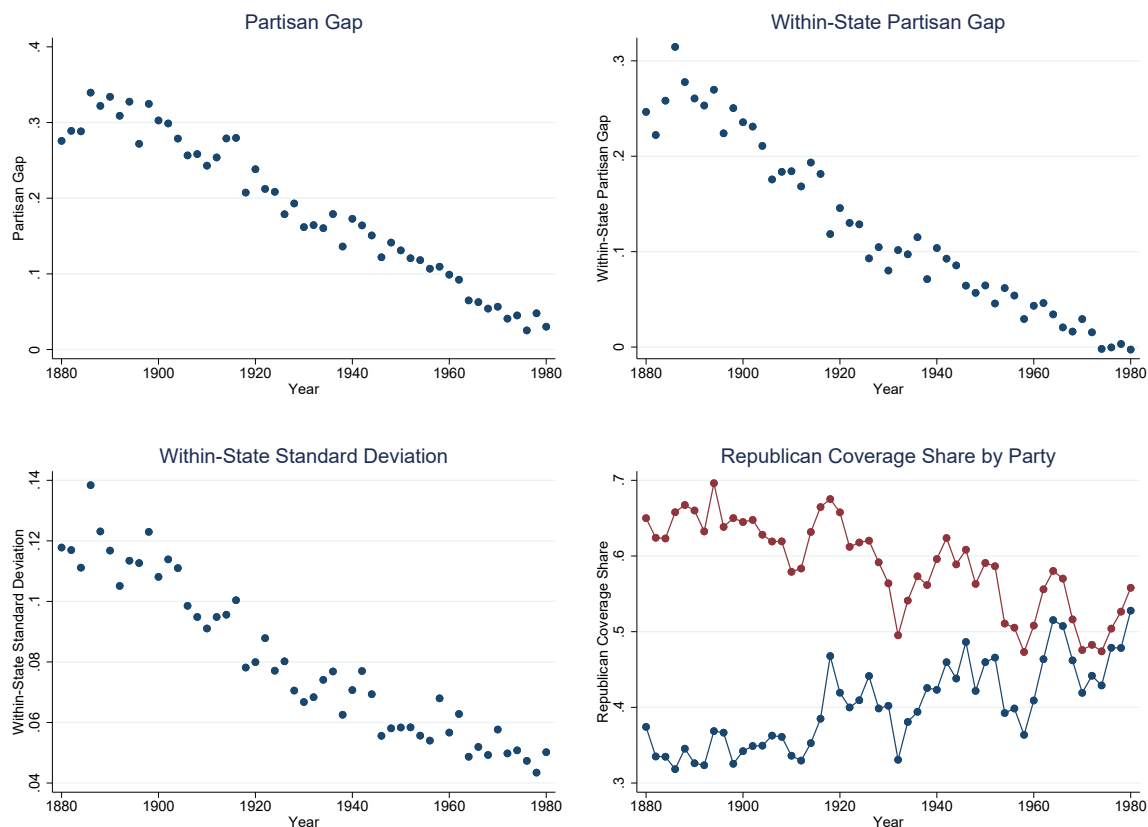 Partisan Gap
Partisan Gap
.4
.3
.2
.1
0
1880 1900 1920 1940 1960 1980
Year
Within-State Partisan Gap
Within-State Partisan Gap
.3
.2
.1
0
1880 1900 1920 1940 1960 1980
Year
Within-State Standard Deviation
Within-State Standard Deviation
.14
.12
.1
.08
.06
.04
1880 1900 1920 1940 1960 1980
Year
Republican Coverage Share by Party
Republican Coverage Share
.7
.6
.5
.4
.3
1880 1900 1920 1940 1960 1980
Year